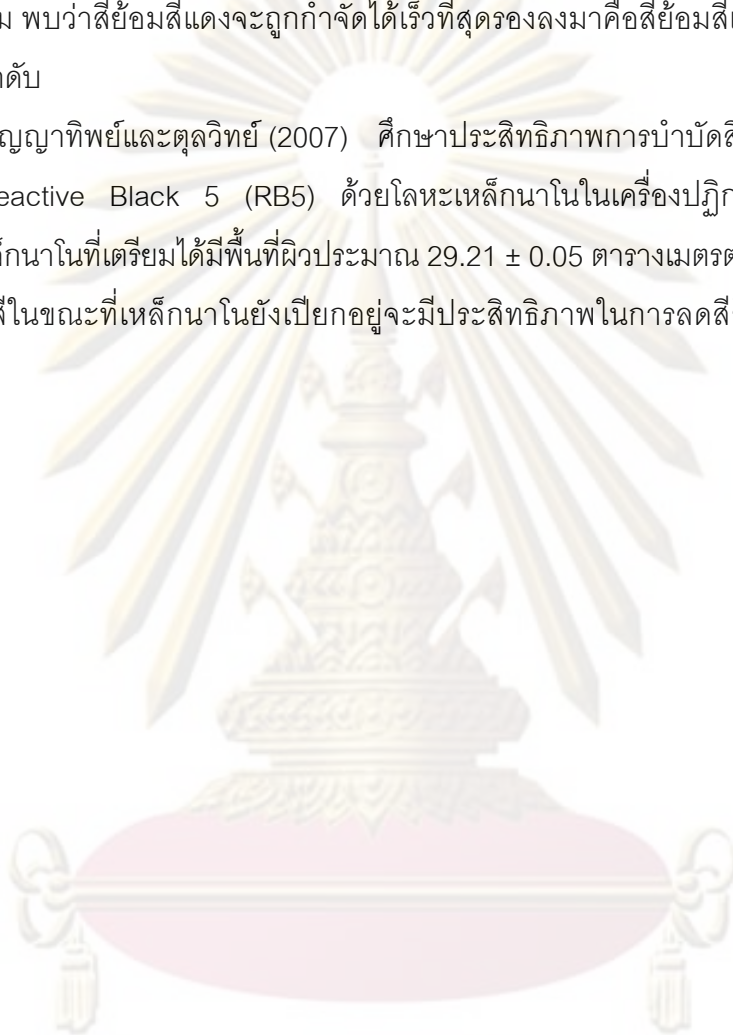 ม พบว่าสีย้อมสีแดงจะถูกกำจัดได้เร็วที่สุดรองลงมาคือสีย้อมสี
าดับ
ญญาทิพย์และตุลวิทย์ (2007) ศึกษาประสิทธิภาพการบำบัดสี
eactive Black 5 (RB5) ด้วยโลหะเหล็กนาโนในเครื่องปฏิก
ล็กนาโนที่เตรียมได้มีพื้นที่ผิวประมาณ 29.21 ± 0.05 ตารางเมตรต
สีในขณะที่เหล็กนาโนยังเปียกอยู่จะมีประสิทธิภาพในการลดสี